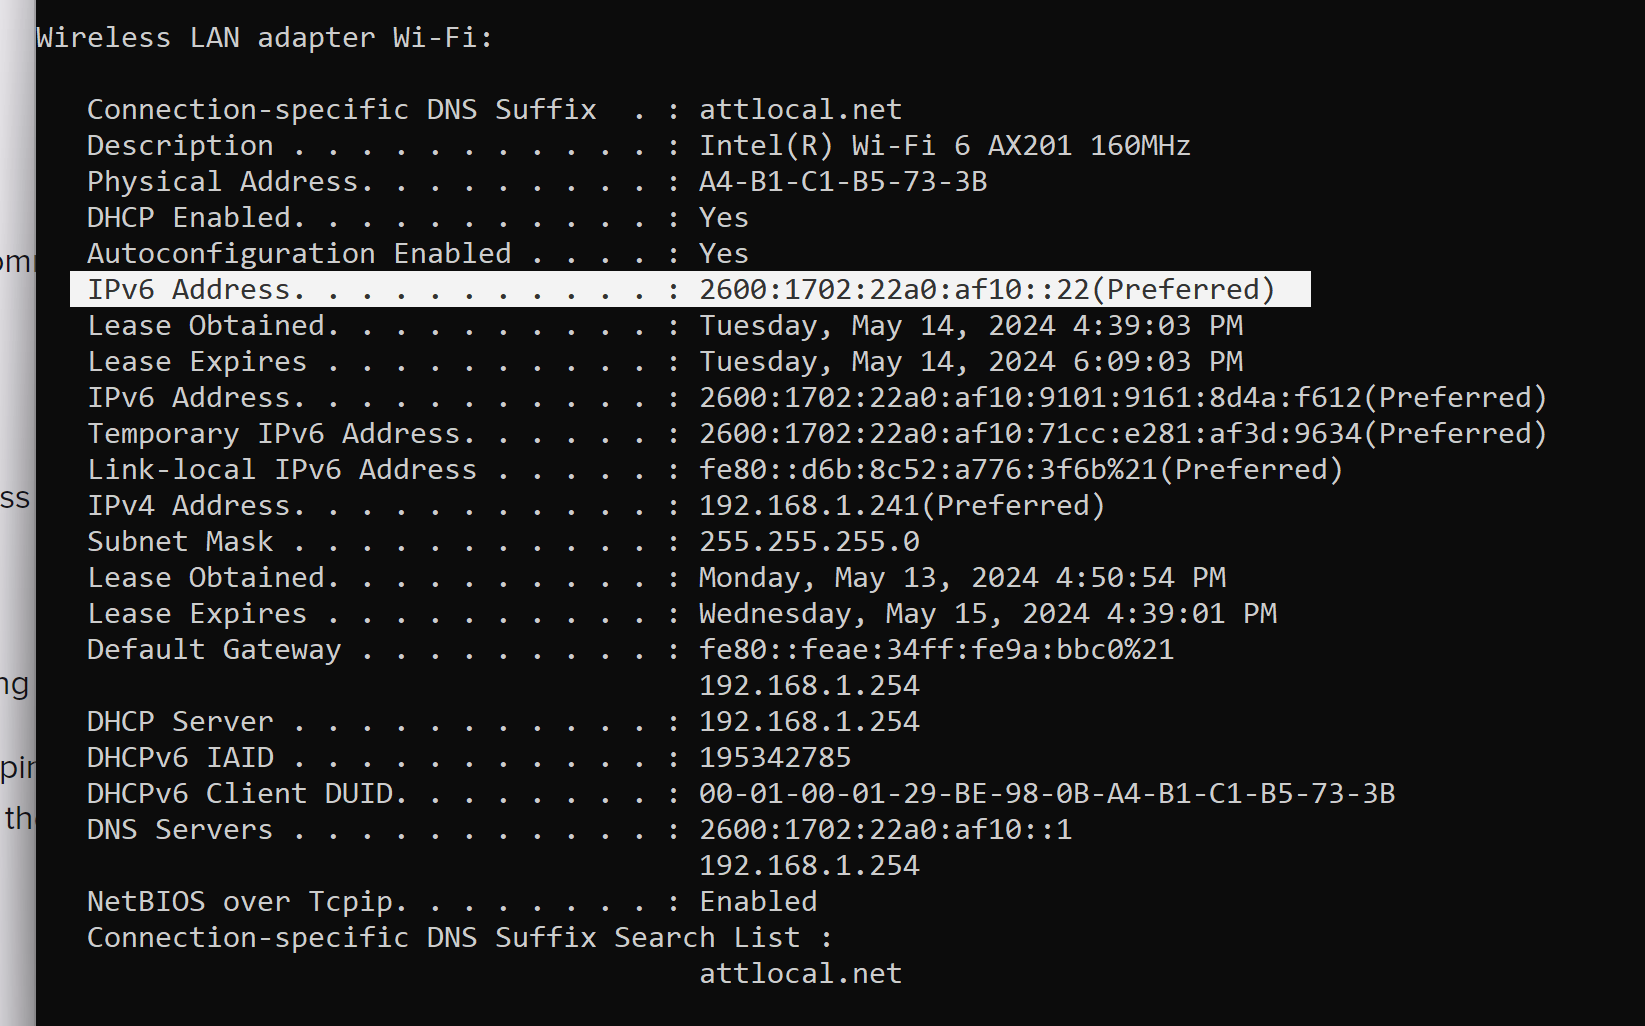 Wireless LAN adapter Wi-Fi:
Connection-specific DNS Suffix  . : attlocal.net
Description . . . . . . . . . . . : Intel(R) Wi-Fi 6 AX201 160MHz
Physical Address. . . . . . . . . : A4-B1-C1-B5-73-3B
DHCP Enabled. . . . . . . . . . . : Yes
Autoconfiguration Enabled . . . . : Yes
IPv6 Address. . . . . . . . . . . : 2600:1702:22a0:af10::22(Preferred)
Lease Obtained. . . . . . . . . . : Tuesday, May 14, 2024 4:39:03 PM
Lease Expires . . . . . . . . . . : Tuesday, May 14, 2024 6:09:03 PM
IPv6 Address. . . . . . . . . . . : 2600:1702:22a0:af10:9101:9161:8d4a:f612(Preferred)
Temporary IPv6 Address. . . . . . : 2600:1702:22a0:af10:71cc:e281:af3d:9634(Preferred)
Link-local IPv6 Address . . . . . : fe80::d6b:8c52:a776:3f6b%21(Preferred)
IPv4 Address. . . . . . . . . . . : 192.168.1.241(Preferred)
Subnet Mask . . . . . . . . . . . : 255.255.255.0
Lease Obtained. . . . . . . . . . : Monday, May 13, 2024 4:50:54 PM
Lease Expires . . . . . . . . . . : Wednesday, May 15, 2024 4:39:01 PM
Default Gateway . . . . . . . . . : fe80::feae:34ff:fe9a:bbc0%21
192.168.1.254
DHCP Server . . . . . . . . . . . : 192.168.1.254
DHCPv6 IAID . . . . . . . . . . . : 195342785
DHCPv6 Client DUID. . . . . . . . : 00-01-00-01-29-BE-98-0B-A4-B1-C1-B5-73-3B
DNS Servers . . . . . . . . . . . : 2600:1702:22a0:af10::1
192.168.1.254
NetBIOS over Tcpip. . . . . . . . : Enabled
Connection-specific DNS Suffix Search List :
attlocal.net